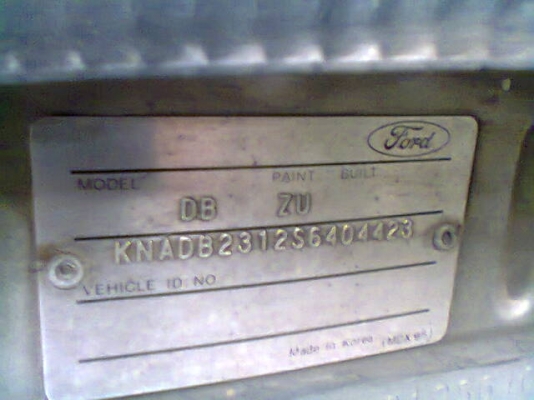 Ford
MODEL PAINT BUILT
DB ZU
KNADB2312S6404423
VEHICLE ID NO
Made in Korea